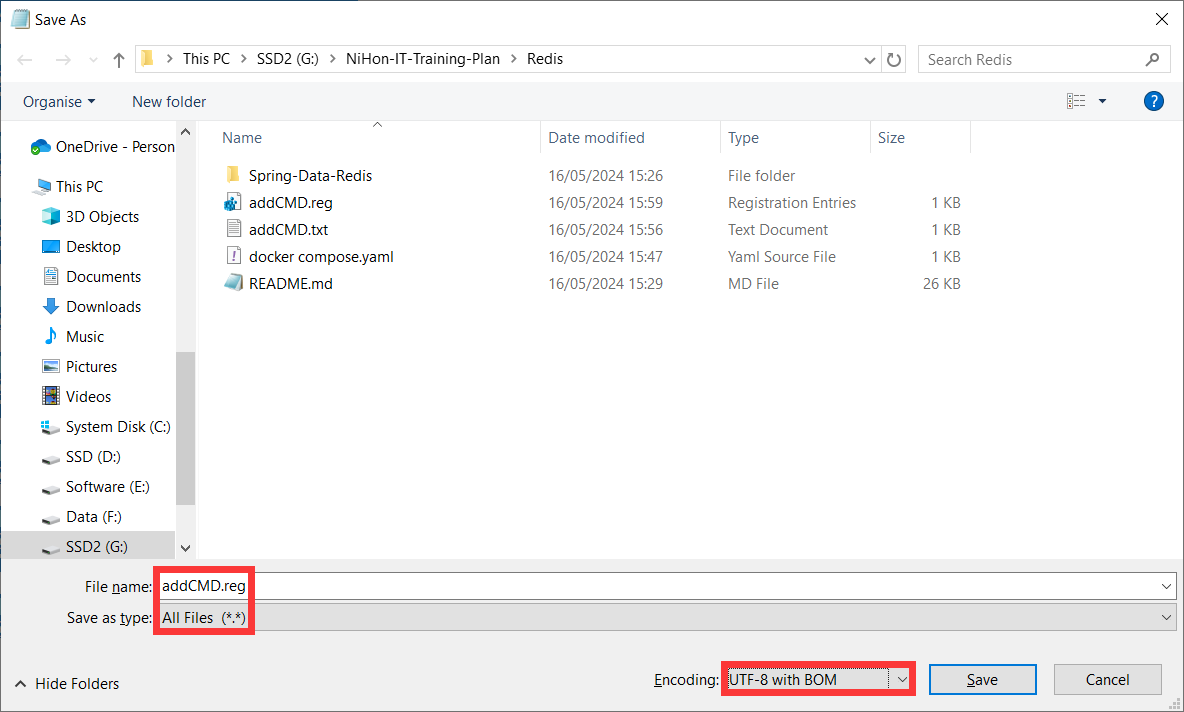 Save As
This PC > SSD2 (G:) > NiHon-IT-Training-Plan > Redis
Search Redis
Organise
New folder
?
Name
Date modified
Type
Size
OneDrive - Person
This PC
3D Objects
Desktop
Documents
Downloads
Music
Pictures
Videos
System Disk (C:)
SSD (D:)
Software (E:)
Data (F:)
SSD2 (G:)
Spring-Data-Redis 16/05/2024 15:26 File folder
addCMD.reg 16/05/2024 15:59 Registration Entries 1 KB
addCMD.txt 16/05/2024 15:56 Text Document 1 KB
docker compose.yaml 16/05/2024 15:47 Yaml Source File 1 KB
README.md 16/05/2024 15:29 MD File 26 KB
File name: addCMD.reg
Save as type: All Files (*.*)
Hide Folders
Encoding: UTF-8 with BOM
Save
Cancel